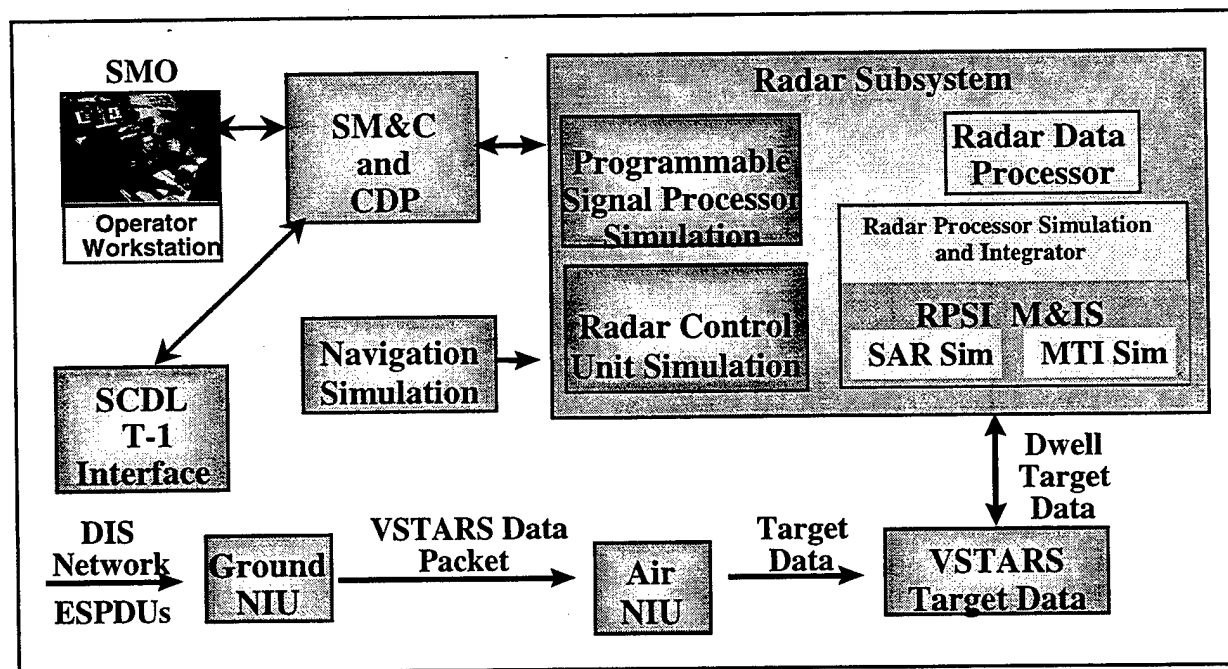 SMO
Operator
Workstation
SM&C
and
CDP
Radar Subsystem
Programmable
Signal Processor
Simulation
Radar Data
Processor
Radar Processor Simulation
and Integrator
RPSI M&IS
SAR Sim
MTI Sim
Radar Control
Unit Simulation
Navigation
Simulation
SCDL
T-1
Interface
Dwell
Target
Data
DIS
Network
ESPDUs
Ground
NIU
VSTARS Data
Packet
Air
NIU
Target
Data
VSTARS
Target Data